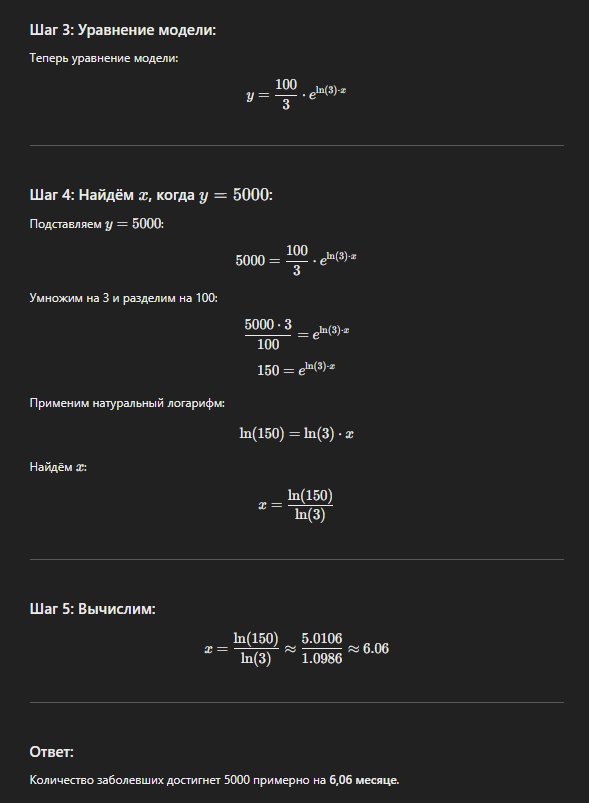 Шаг 3: Уравнение модели:
Теперь уравнение модели:
y = \frac{100}{3} \cdot e^{\ln(3) \cdot x}
Шаг 4: Найдём x, когда y = 5000:
Подставляем y = 5000:
5000 = \frac{100}{3} \cdot e^{\ln(3) \cdot x}
Умножим на 3 и разделим на 100:
\frac{5000 \cdot 3}{100} = e^{\ln(3) \cdot x}
150 = e^{\ln(3) \cdot x}
Применим натуральный логарифм:
\ln(150) = \ln(3) \cdot x
Найдём x:
x = \frac{\ln(150)}{\ln(3)}
Шаг 5: Вычислим:
x = \frac{\ln(150)}{\ln(3)} ≈ \frac{5.0106}{1.0986} ≈ 6.06
Ответ:
Количество заболевших достигнет 5000 примерно на 6,06 месяце.